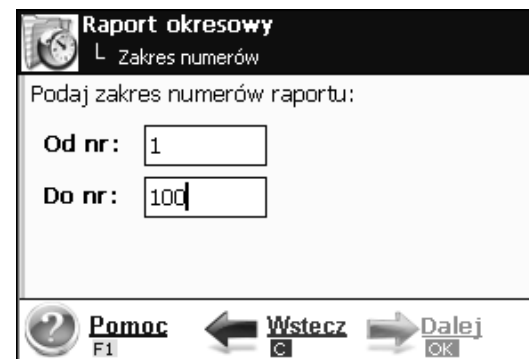 Raport okresowy
└ Zakres numerów
Podaj zakres numerów raportu:
Od nr: 1
Do nr: 100
Pomoc Wstecz Dalej
F1 C OK